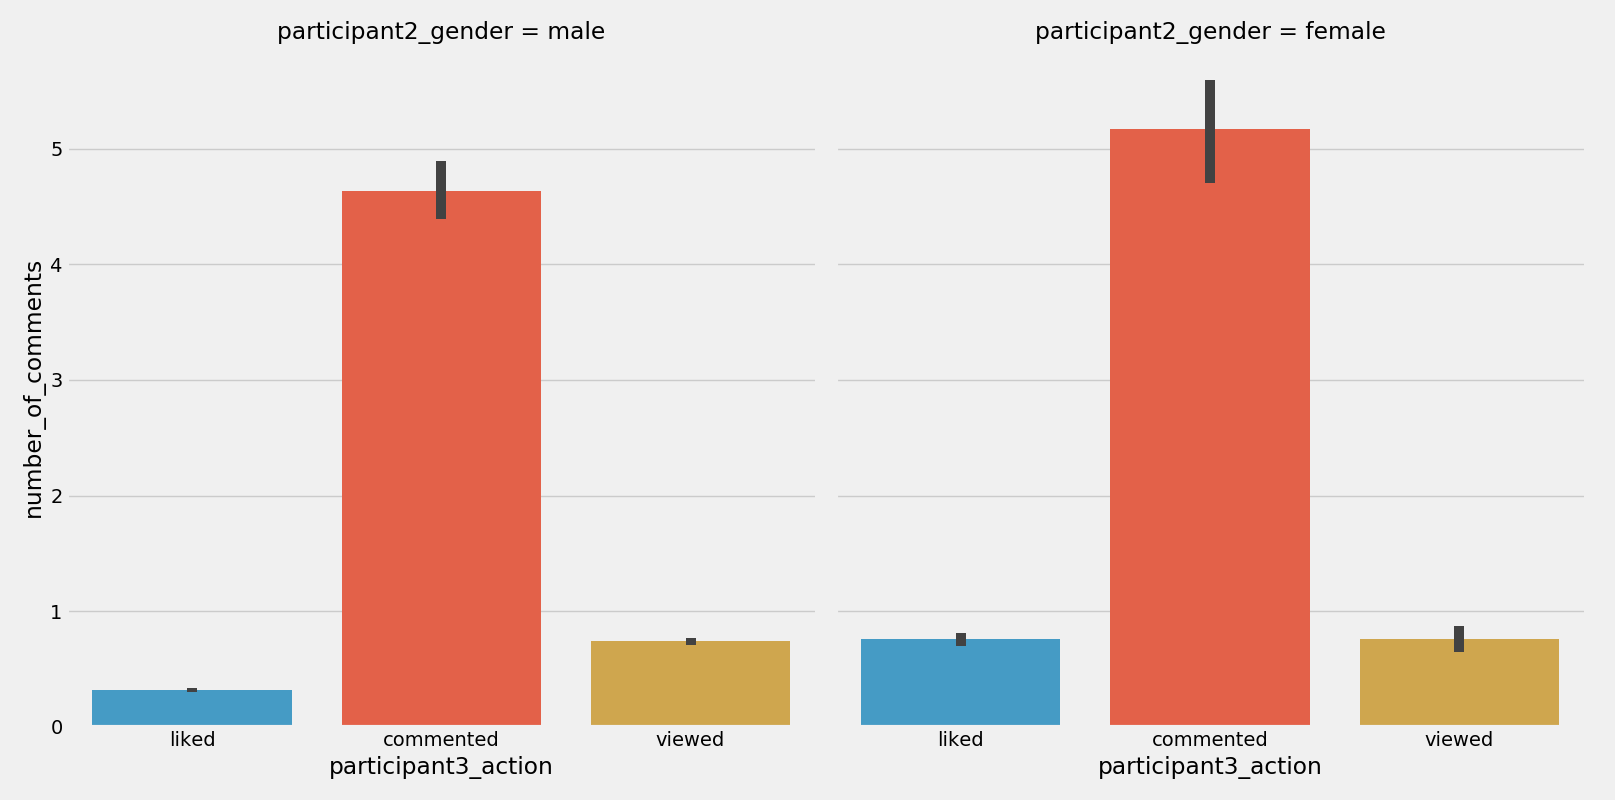 participant2_gender = male
participant2_gender = female
number_of_comments
5
4
3
2
1
0
liked commented viewed
liked commented viewed
participant3_action
participant3_action